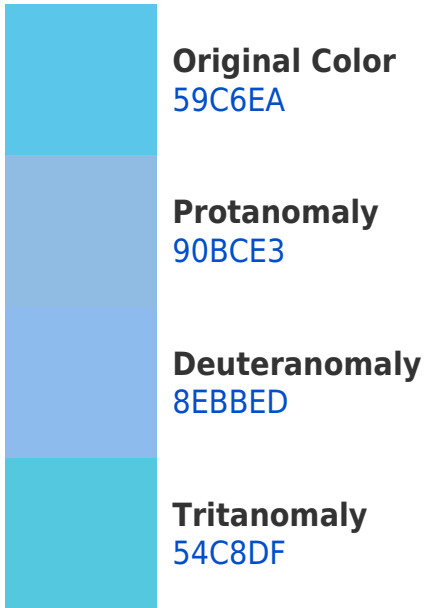 Original Color
59C6EA
Protanomaly
90BCE3
Deuteranomaly
8EBBED
Tritanomaly
54C8DF